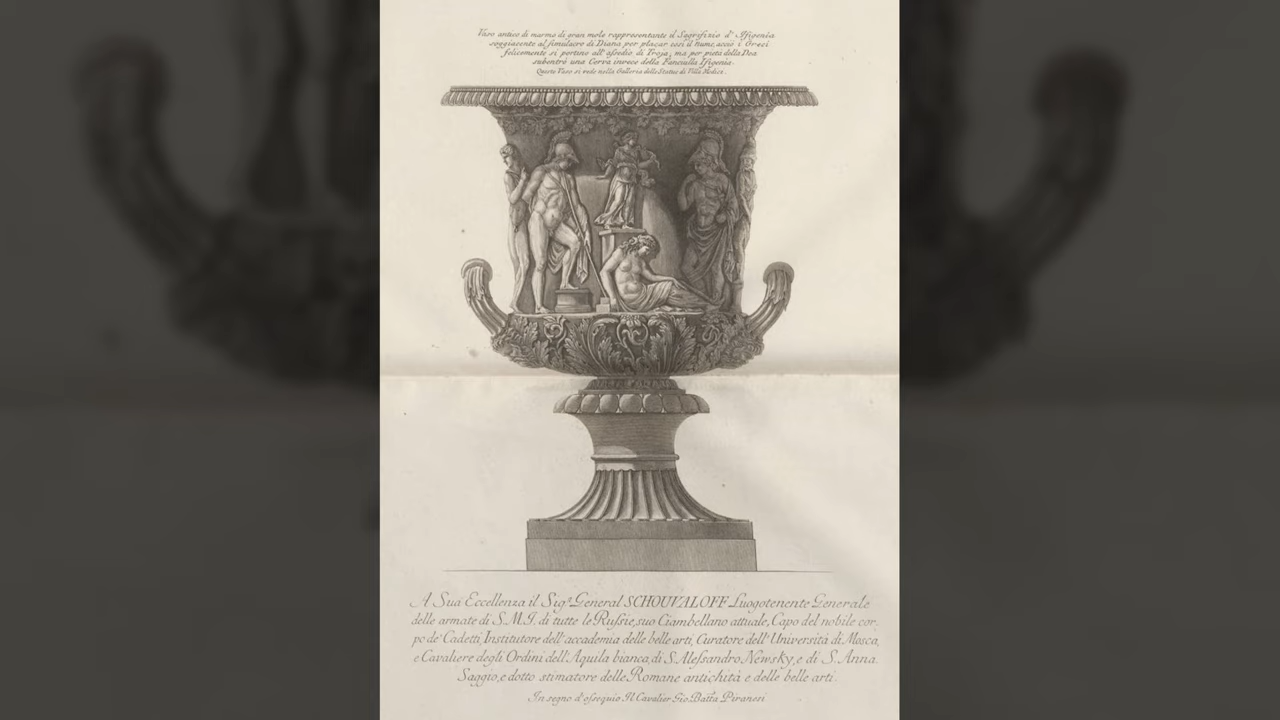 Vaso antico di marmo di gran mole rappresentante il Sagrifizio d' Ifigenia
soggiacente al simulacro di Diana per placar essi il nume, accio i Greci
felicemente si portino all' assedio di Troja, ma per pietà della Dea
subentrò una Cerva invece della Fanciulla Ifigenia.
Questo Vaso si vede nella Galleria delle Statue di Villa Medici.
A Sua Eccellenza il Sigr. General SCHOUVALOFF Luogotenente Generale
delle armate di S. M. I. di tutte le Russie, suo Ciambellano attuale, Capo del nobile cor-
po de' Cadetti, Institutore dell' accademia delle belle arti, Curatore dell' Università di Mosca,
e Cavaliere degli Ordini dell' Aquila bianca, di S. Alessandro Newsky, e di S. Anna.
Saggio, e dotto stimatore delle Romane antichità e delle belle arti.
In segno d' ossequio Il Cavalier Gio. Batta Piranesi